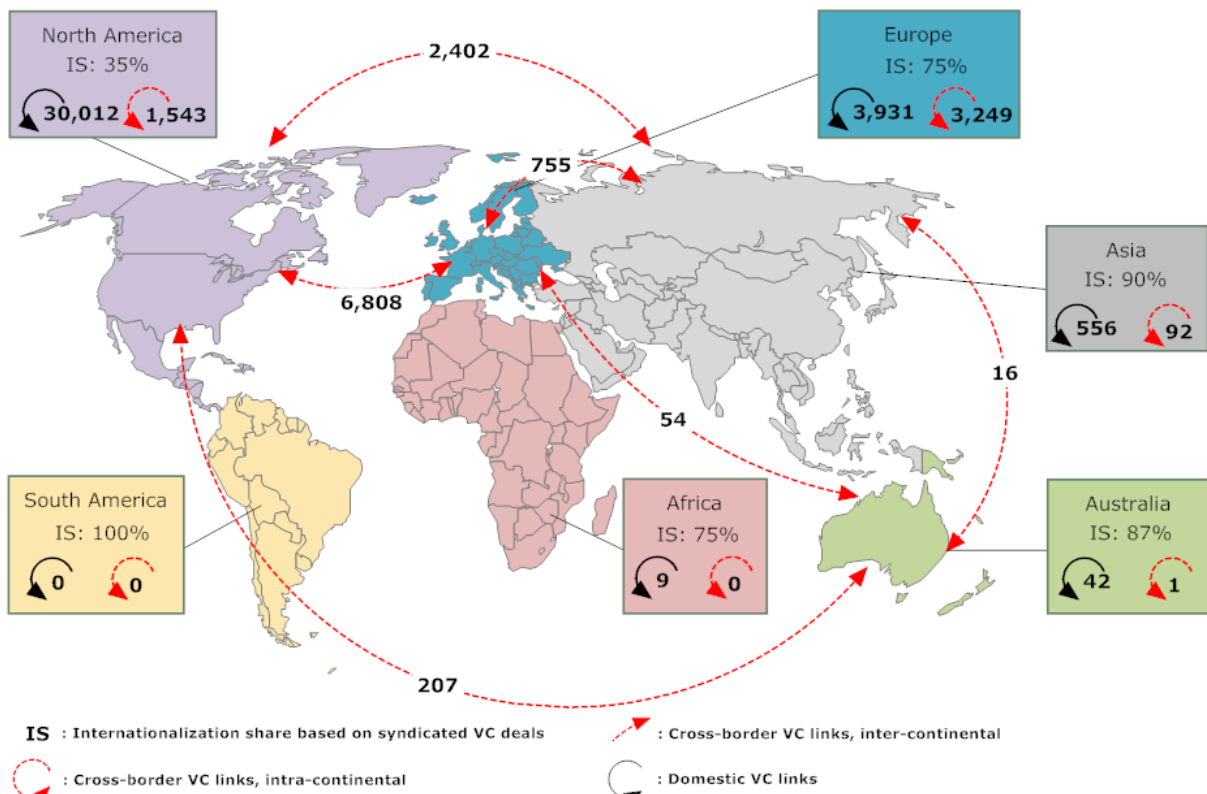 North America
IS: 35%
30,012 1,543
2,402
Europe
IS: 75%
3,931 3,249
755
6,808
Asia
IS: 90%
556 92
16
54
South America
IS: 100%
0 0
Africa
IS: 75%
9 0
Australia
IS: 87%
42 1
207
IS : Internationalization share based on syndicated VC deals
: Cross-border VC links, inter-continental
: Cross-border VC links, intra-continental
: Domestic VC links